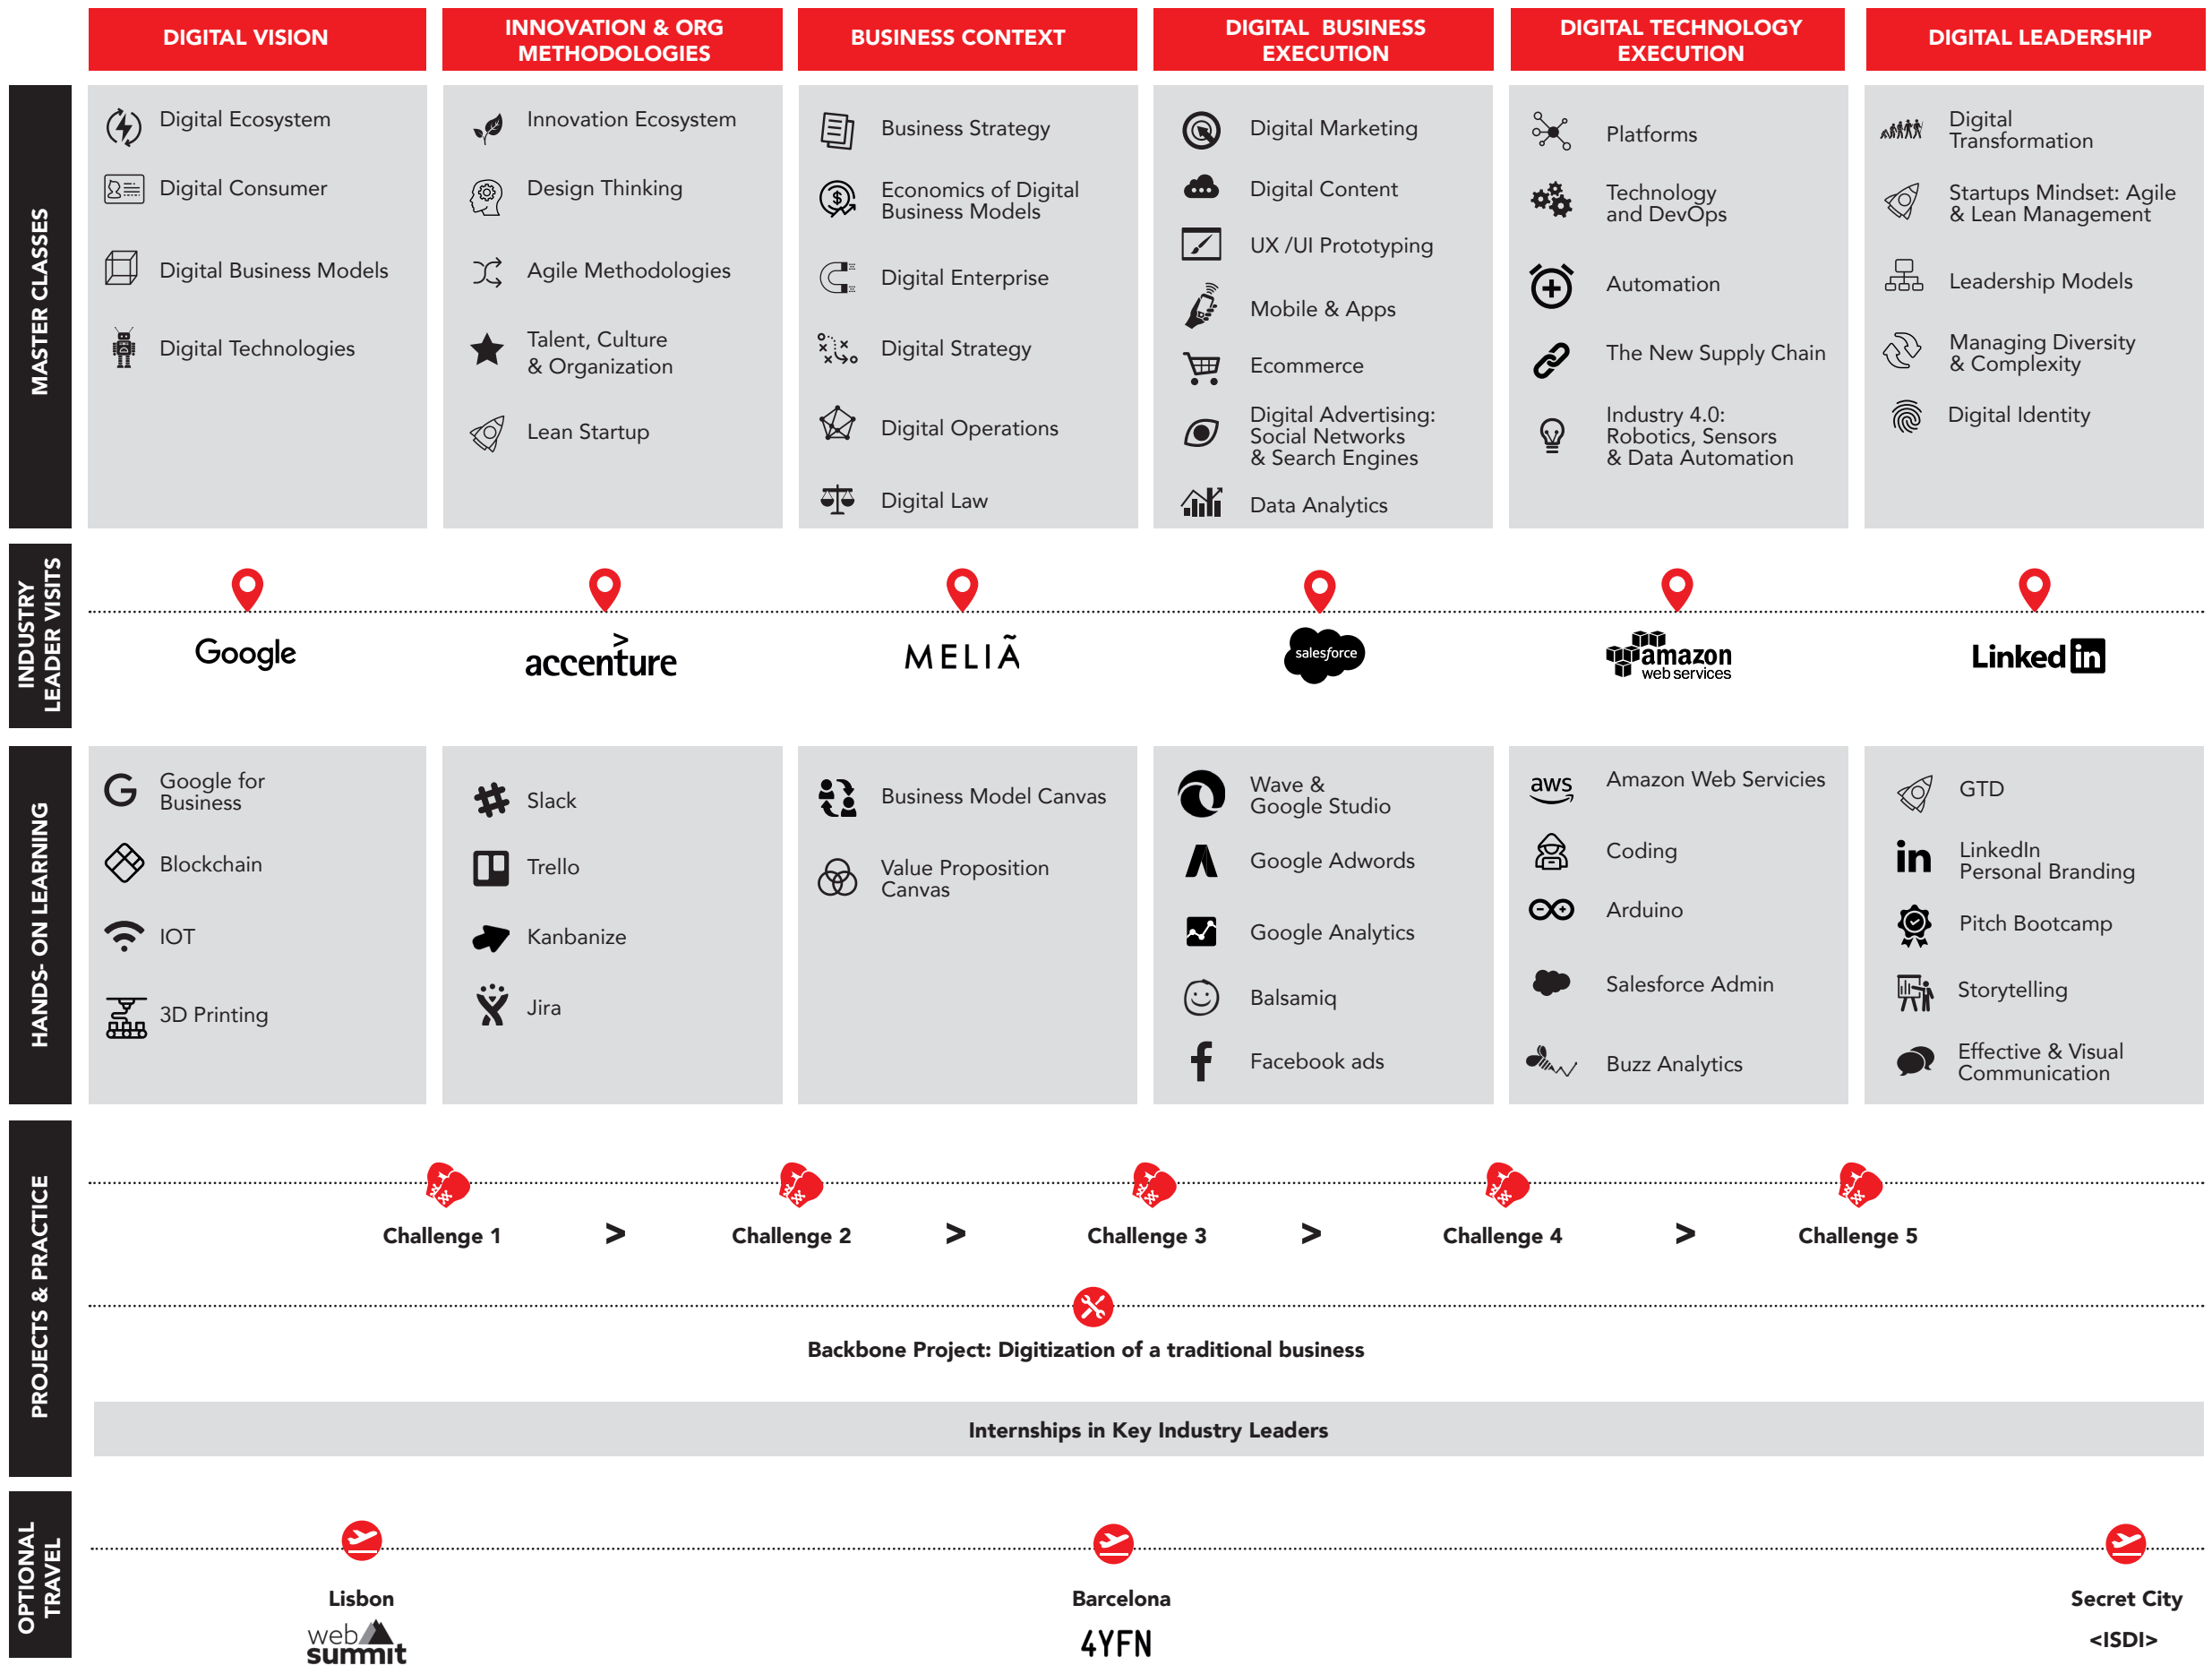 DIGITAL VISION
INNOVATION & ORG
METHODOLOGIES
BUSINESS CONTEXT
DIGITAL BUSINESS
EXECUTION
DIGITAL TECHNOLOGY
EXECUTION
DIGITAL LEADERSHIP
MASTER CLASSES
Digital Ecosystem
Digital Consumer
Digital Business Models
Digital Technologies
Innovation Ecosystem
Design Thinking
Agile Methodologies
Talent, Culture
& Organization
Lean Startup
Business Strategy
Economics of Digital
Business Models
Digital Enterprise
Digital Strategy
Digital Operations
Digital Law
Digital Marketing
Digital Content
UX /UI Prototyping
Mobile & Apps
Ecommerce
Digital Advertising:
Social Networks
& Search Engines
Data Analytics
Platforms
Technology
and DevOps
Automation
The New Supply Chain
Industry 4.0:
Robotics, Sensors
& Data Automation
Digital
Transformation
Startups Mindset: Agile
& Lean Management
Leadership Models
Managing Diversity
& Complexity
Digital Identity
INDUSTRY
LEADER VISITS
Google
accenture
MELIÃ
salesforce
amazon
web services
Linked in
HANDS- ON LEARNING
Google for
Business
Blockchain
IOT
3D Printing
Slack
Trello
Kanbanize
Jira
Business Model Canvas
Value Proposition
Canvas
Wave &
Google Studio
Google Adwords
Google Analytics
Balsamiq
Facebook ads
aws
Amazon Web Servicies
Coding
Arduino
Salesforce Admin
Buzz Analytics
GTD
in
LinkedIn
Personal Branding
Pitch Bootcamp
Storytelling
Effective & Visual
Communication
PROJECTS & PRACTICE
Challenge 1 > Challenge 2 > Challenge 3 > Challenge 4 > Challenge 5
Backbone Project: Digitization of a traditional business
Internships in Key Industry Leaders
OPTIONAL
TRAVEL
Lisbon
web
summit
Barcelona
4YFN
Secret City
<ISDI>